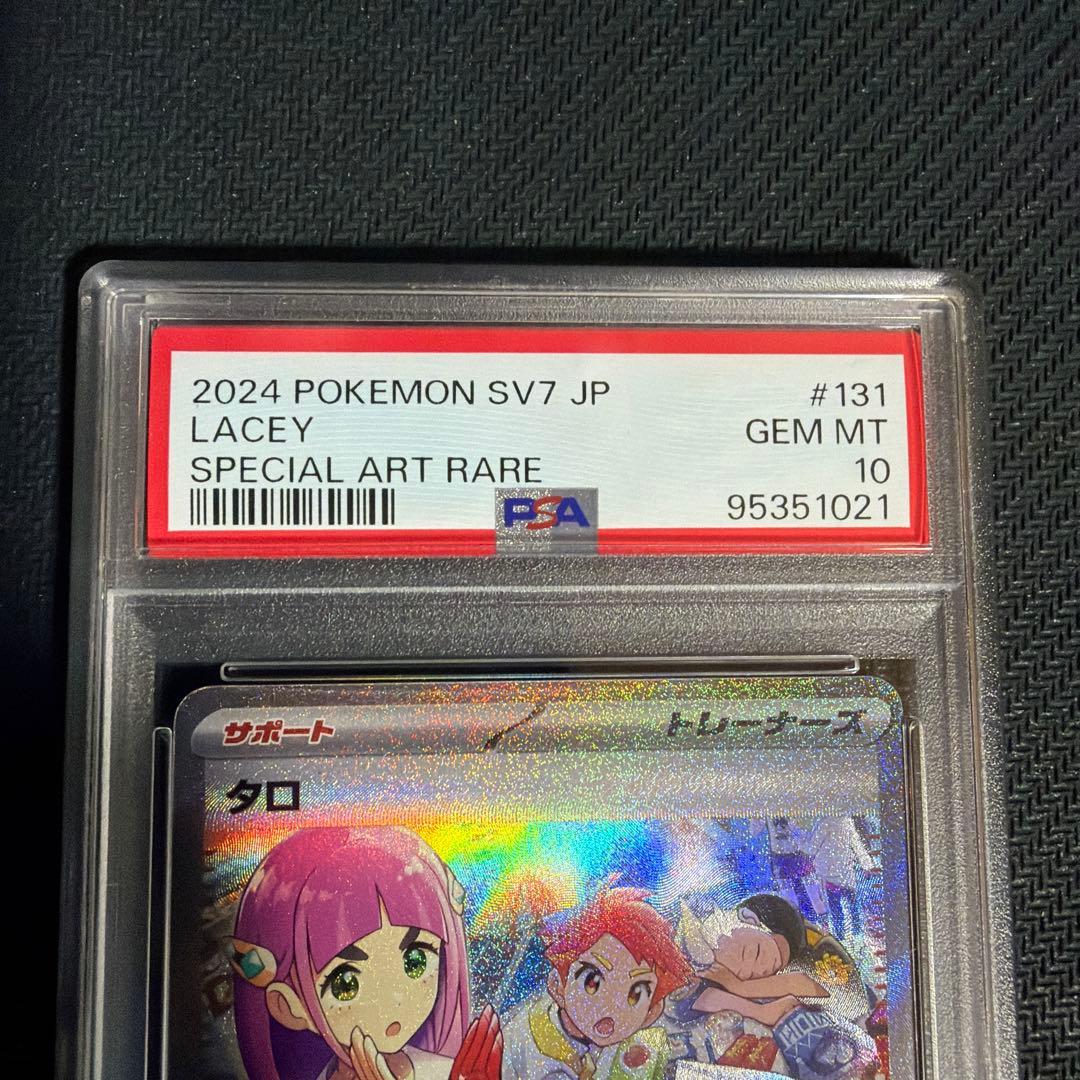 2024 POKEMON SV7 JP #131
LACEY GEM MT
SPECIAL ART RARE 10
PSA 95351021
サポート トレーナーズ
タロ